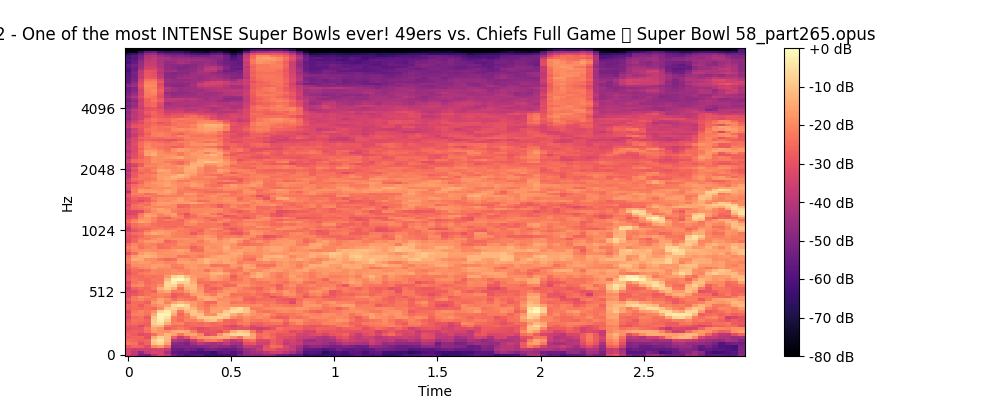 2 - One of the most INTENSE Super Bowls ever! 49ers vs. Chiefs Full Game Super Bowl 58_part265.opus
+0 dB
-10 dB
-20 dB
-30 dB
-40 dB
-50 dB
-60 dB
-70 dB
-80 dB
Hz
4096
2048
1024
512
0
0 0.5 1 1.5 2 2.5
Time